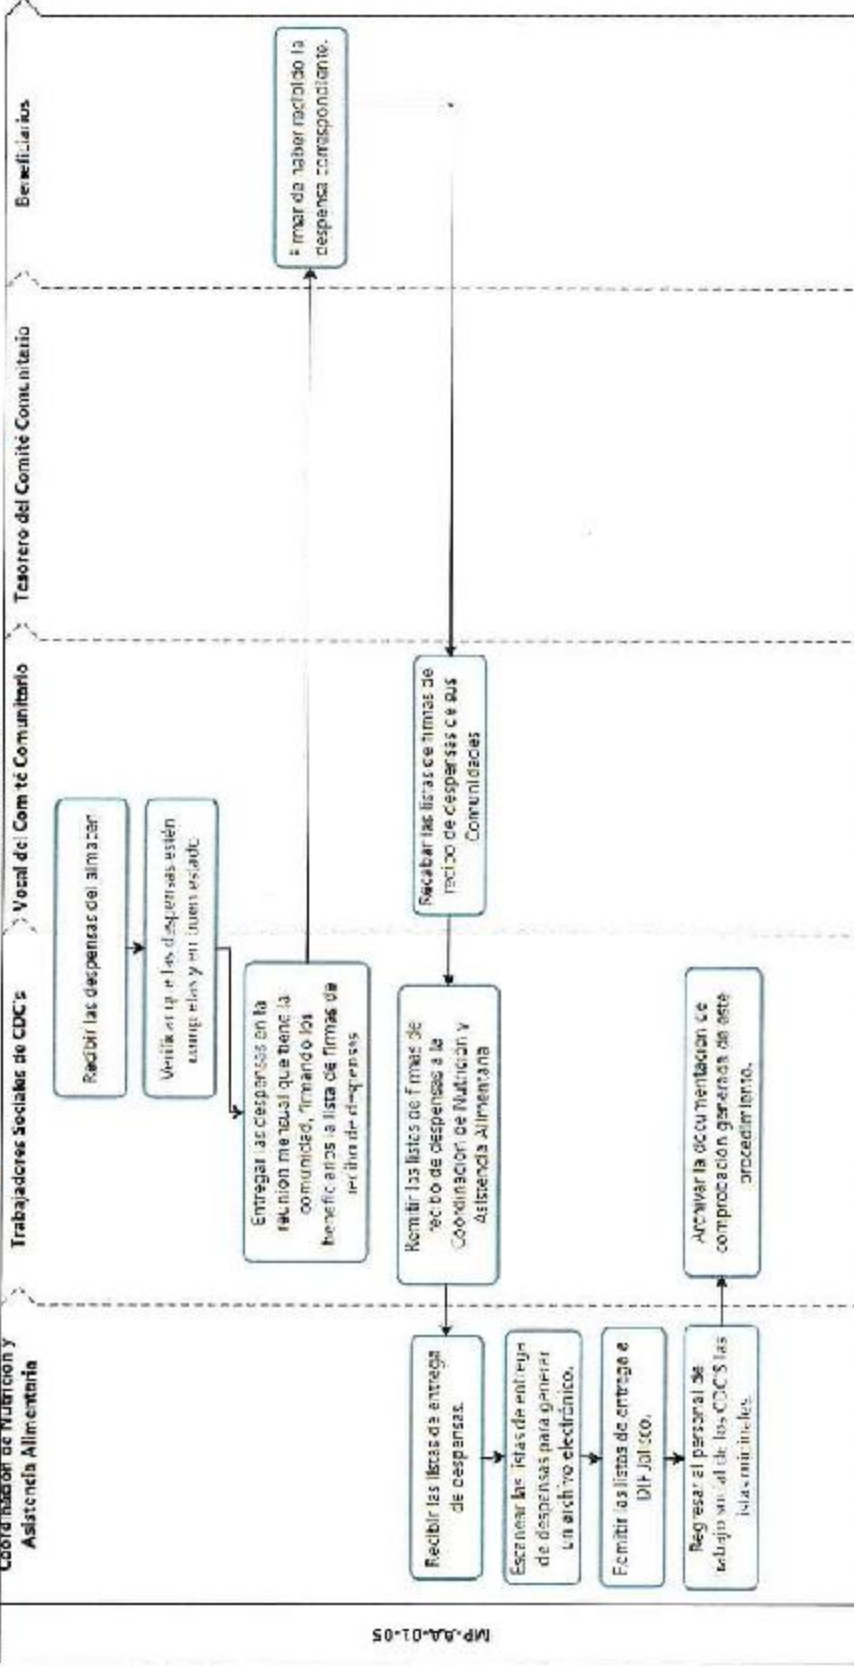 Coordinación de Nutrición y
Asistencia Alimentaria
Trabajadores Sociales de CDC's
Vocal del Comité Comunitario
Tesorero del Comité Comunitario
Beneficiarios
Recibir las despensas del almacen
Verificar que las despensas estén
completas y en buen estado
Entregar las despensas en la
reunión mensual que tiene la
comunidad, firmando los
beneficiarios la lista de firmas de
recibo de despensas
Firmar de haber recibido la
despensa correspondiente.
Recabar las listas de firmas de
recibo de despensas de sus
Comunidades
Remitir las listas de firmas de
recibo de despensas a la
Coordinación de Nutrición y
Asistencia Alimentaria
Recibir las listas de entrega
de despensas.
Escanear las listas de entrega
de despensas para generar
un archivo electrónico.
Remitir las listas de entrega a
DIF Jalisco.
Regresar al personal de
trabajo social de los CDC'S las
listas originales.
Archivar la documentación de
comprobación generada de este
procedimiento.
MP-AA-01-05